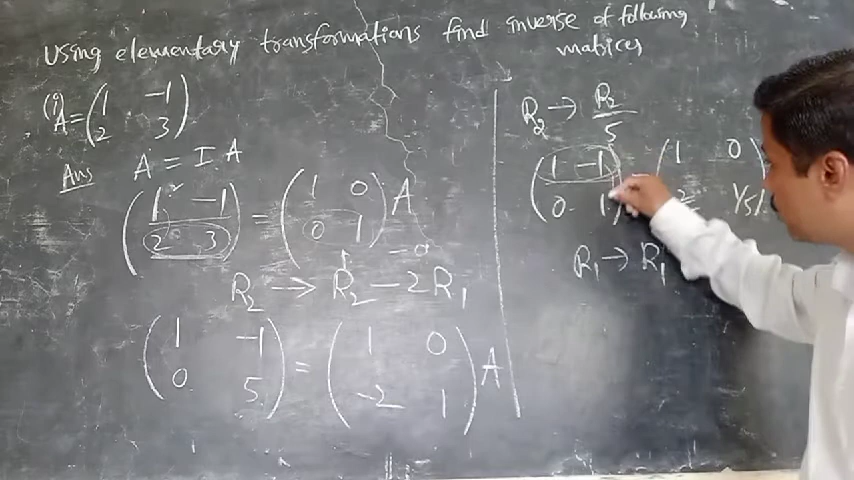 Using elementary transformations find inverse of following
matrices
(i) A = ( 1 -1
2 3 )
Ans A = I A
( 1 -1
2 3 ) = ( 1 0
0 1 ) A
R2 → R2 - 2R1
( 1 -1
0 5 ) = ( 1 0
-2 1 ) A
R2 → R2 / 5
( 1 -1
0 1 ) ( 1 0
1/5 )
R1 → R1